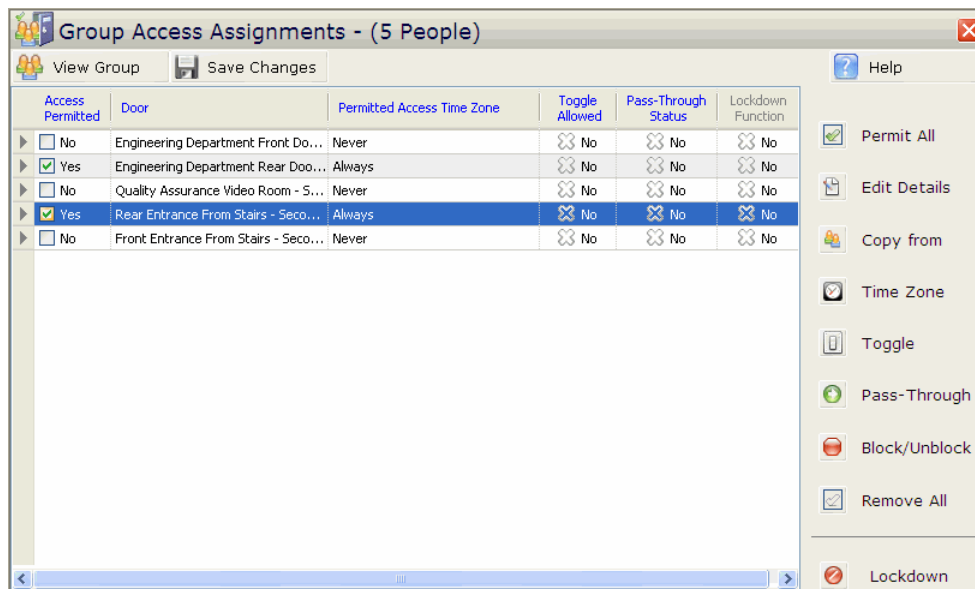 Group Access Assignments - (5 People)
View Group Save Changes Help
Access Permitted Door Permitted Access Time Zone Toggle Allowed Pass-Through Status Lockdown Function
No Engineering Department Front Do... Never No No No
Yes Engineering Department Rear Doo... Always No No No
No Quality Assurance Video Room - S... Never No No No
Yes Rear Entrance From Stairs - Seco... Always No No No
No Front Entrance From Stairs - Seco... Never No No No
Permit All
Edit Details
Copy from
Time Zone
Toggle
Pass-Through
Block/Unblock
Remove All
Lockdown